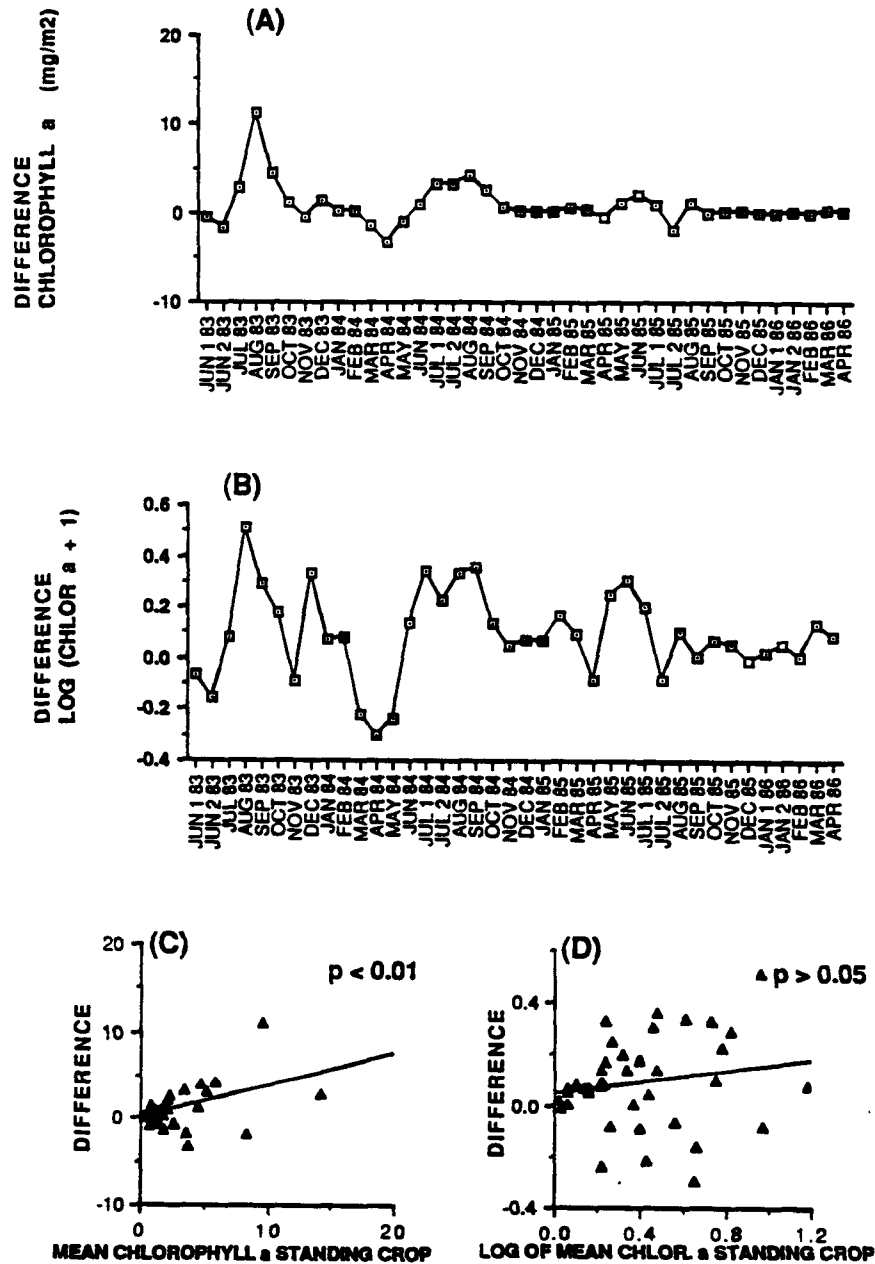 (A)
DIFFERENCE
CHLOROPHYLL a (mg/m2)
20
10
0
-10
JUN 1 83
JUN 2 83
JUL 83
AUG 83
SEP 83
OCT 83
NOV 83
DEC 83
JAN 84
FEB 84
MAR 84
APR 84
MAY 84
JUN 84
JUL 1 84
JUL 2 84
AUG 84
SEP 84
OCT 84
NOV 84
DEC 84
JAN 85
FEB 85
MAR 85
APR 85
MAY 85
JUN 85
JUL 1 85
JUL 2 85
AUG 85
SEP 85
OCT 85
NOV 85
DEC 85
JAN 1 86
JAN 2 86
FEB 86
MAR 86
APR 86
(B)
DIFFERENCE
LOG (CHLOR a + 1)
0.6
0.4
0.2
0.0
-0.2
-0.4
JUN 1 83
JUN 2 83
JUL 83
AUG 83
SEP 83
OCT 83
NOV 83
DEC 83
JAN 84
FEB 84
MAR 84
APR 84
MAY 84
JUN 84
JUL 1 84
JUL 2 84
AUG 84
SEP 84
OCT 84
NOV 84
DEC 84
JAN 85
FEB 85
MAR 85
APR 85
MAY 85
JUN 85
JUL 1 85
JUL 2 85
AUG 85
SEP 85
OCT 85
NOV 85
DEC 85
JAN 1 86
JAN 2 86
FEB 86
MAR 86
APR 86
(C)
p < 0.01
DIFFERENCE
20
10
0
-10
0 10 20
MEAN CHLOROPHYLL a STANDING CROP
(D)
p > 0.05
DIFFERENCE
0.4
0.0
-0.4
0.0 0.4 0.8 1.2
LOG OF MEAN CHLOR. a STANDING CROP